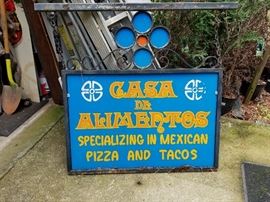 CASA
DE
ALIMENTOS
SPECIALIZING IN MEXICAN
PIZZA AND TACOS